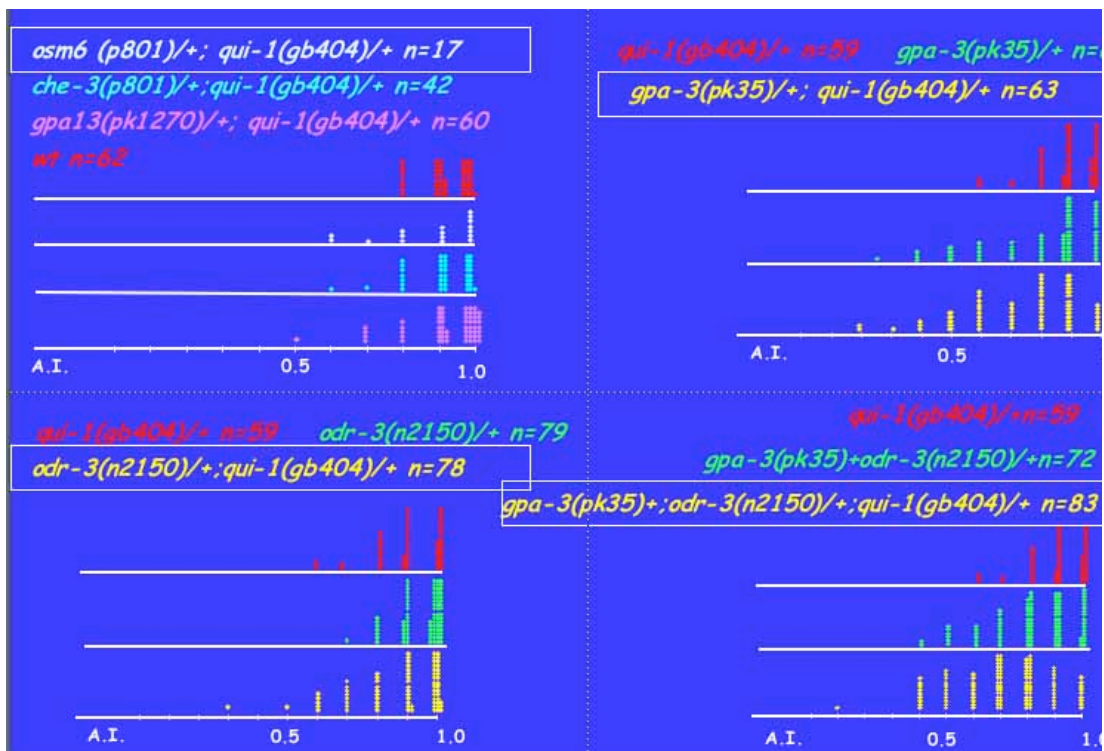 osm6 (p801)/+; qui-1(gb404)/+ n=17
che-3(p801)/+;qui-1(gb404)/+ n=42
gpa13(pk1270)/+; qui-1(gb404)/+ n=60
wt n=62
A.I. 0.5 1.0
qui-1(gb404)/+ n=59 gpa-3(pk35)/+
gpa-3(pk35)/+; qui-1(gb404)/+ n=63
A.I. 0.5
qui-1(gb404)/+ n=59 odr-3(n2150)/+ n=79
odr-3(n2150)/+;qui-1(gb404)/+ n=78
A.I. 0.5 1.0
qui-1(gb404)/+n=59
gpa-3(pk35)+odr-3(n2150)/+n=72
gpa-3(pk35)+;odr-3(n2150)/+;qui-1(gb404)/+ n=83
A.I. 0.5 1.0